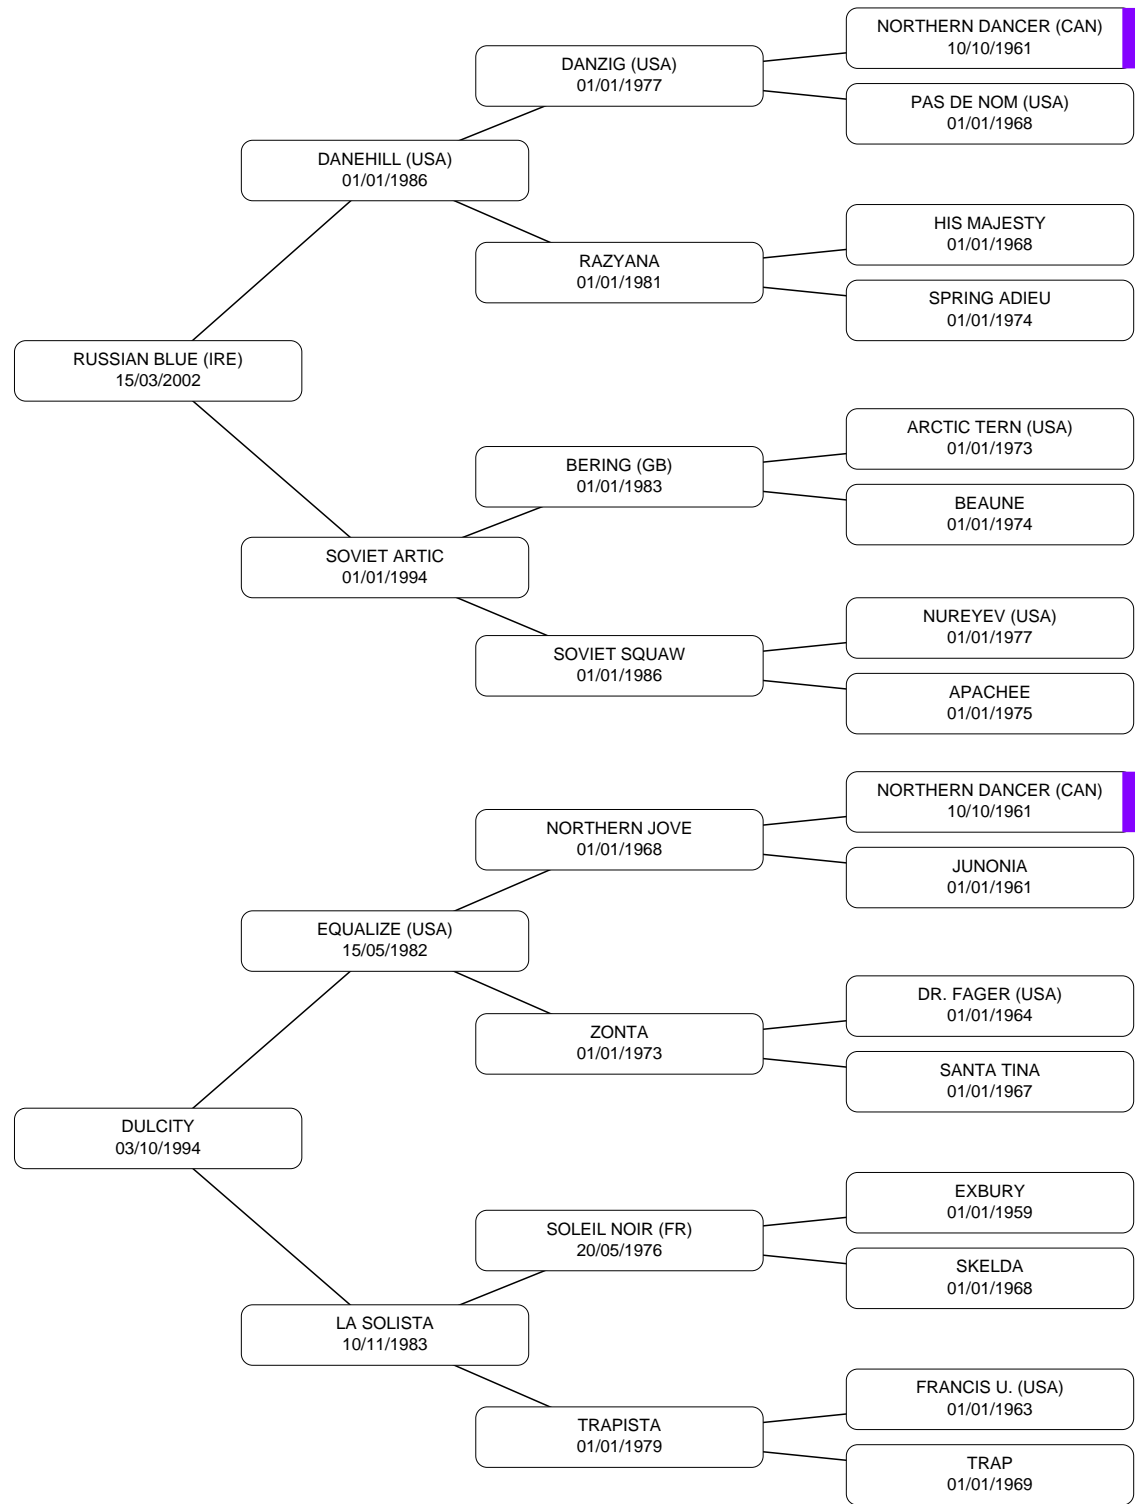 NORTHERN DANCER (CAN)
10/10/1961
DANZIG (USA)
01/01/1977
PAS DE NOM (USA)
01/01/1968
DANEHILL (USA)
01/01/1986
HIS MAJESTY
01/01/1968
RAZYANA
01/01/1981
SPRING ADIEU
01/01/1974
RUSSIAN BLUE (IRE)
15/03/2002
ARCTIC TERN (USA)
01/01/1973
BERING (GB)
01/01/1983
BEAUNE
01/01/1974
SOVIET ARTIC
01/01/1994
NUREYEV (USA)
01/01/1977
SOVIET SQUAW
01/01/1986
APACHEE
01/01/1975
NORTHERN DANCER (CAN)
10/10/1961
NORTHERN JOVE
01/01/1968
JUNONIA
01/01/1961
EQUALIZE (USA)
15/05/1982
DR. FAGER (USA)
01/01/1964
ZONTA
01/01/1973
SANTA TINA
01/01/1967
DULCITY
03/10/1994
EXBURY
01/01/1959
SOLEIL NOIR (FR)
20/05/1976
SKELDA
01/01/1968
LA SOLISTA
10/11/1983
FRANCIS U. (USA)
01/01/1963
TRAPISTA
01/01/1979
TRAP
01/01/1969